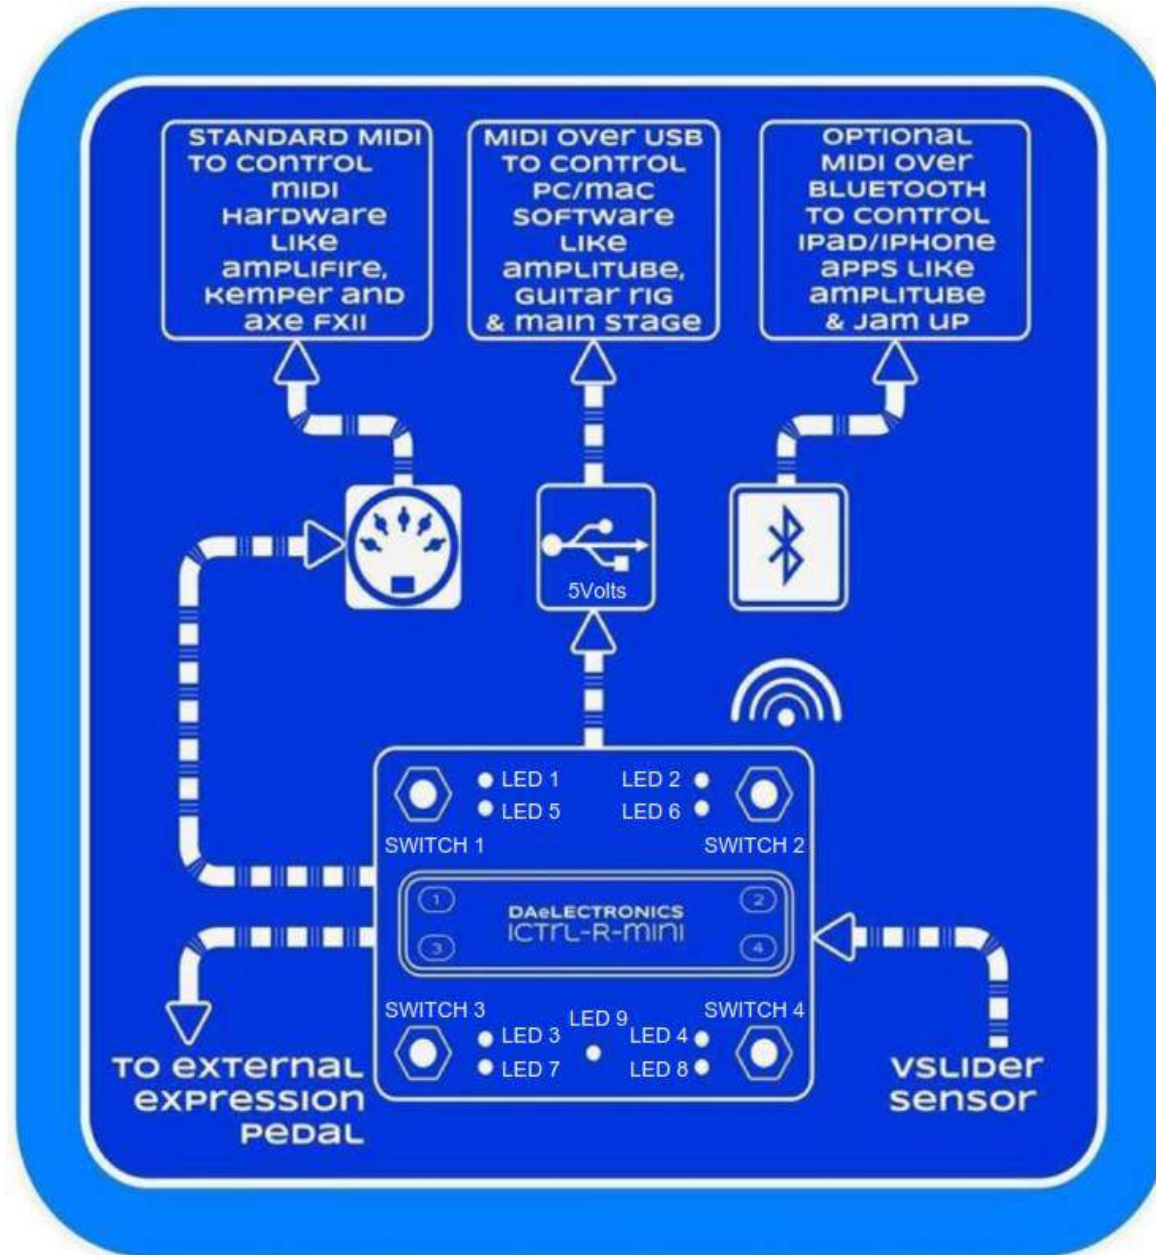 STANDARD MIDI
TO CONTROL
MIDI
HARDWARE
LIKE
AMPLIFIRE,
KEMPER AND
AXE FXII
MIDI OVER USB
TO CONTROL
PC/MAC
SOFTWARE
LIKE
AMPLITUBE,
GUITAR RIG
& MAIN STAGE
OPTIONAL
MIDI OVER
BLUETOOTH
TO CONTROL
IPAD/IPHONE
APPS LIKE
AMPLITUBE
& JAM UP
5Volts
LED 1
LED 2
LED 5
LED 6
SWITCH 1
SWITCH 2
1
2
DAeLECTRONICS
ICTRL-R-MINI
3
4
SWITCH 3
SWITCH 4
LED 9
LED 3
LED 4
LED 7
LED 8
TO EXTERNAL
EXPRESSION
PEDAL
VSLIDER
SENSOR